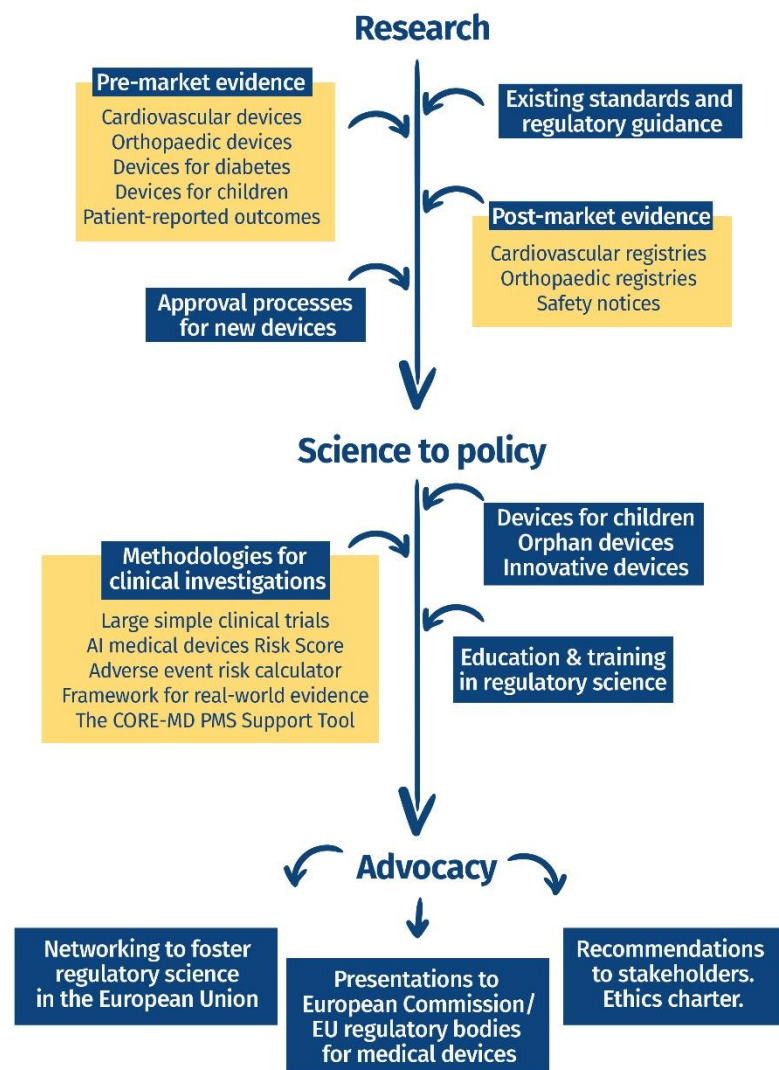 Research
Pre-market evidence
Cardiovascular devices
Orthopaedic devices
Devices for diabetes
Devices for children
Patient-reported outcomes
Existing standards and
regulatory guidance
Post-market evidence
Cardiovascular registries
Orthopaedic registries
Safety notices
Approval processes
for new devices
Science to policy
Devices for children
Orphan devices
Innovative devices
Methodologies for
clinical investigations
Large simple clinical trials
AI medical devices Risk Score
Adverse event risk calculator
Framework for real-world evidence
The CORE-MD PMS Support Tool
Education & training
in regulatory science
Advocacy
Networking to foster
regulatory science
in the European Union
Presentations to
European Commission/
EU regulatory bodies
for medical devices
Recommendations
to stakeholders.
Ethics charter.